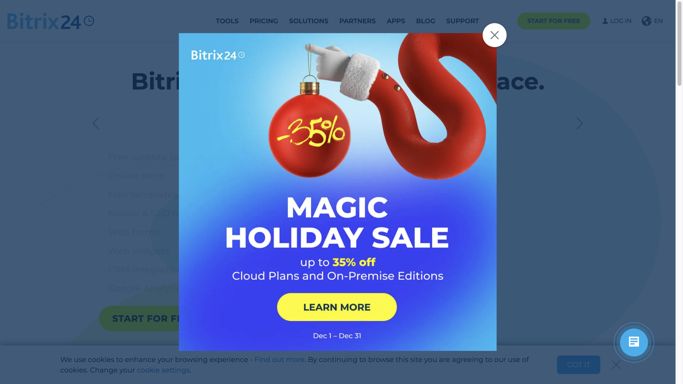 Bitrix24
TOOLS PRICING SOLUTIONS PARTNERS APPS BLOG SUPPORT START FOR FREE LOG IN EN
Bitri ce.
Bitrix24
-35%
MAGIC
HOLIDAY SALE
up to 35% off
Cloud Plans and On-Premise Editions
LEARN MORE
Dec 1 – Dec 31
START FOR FR
We use cookies to enhance your browsing experience - Find out more. By continuing to browse this site you are agreeing to our use of
cookies. Change your cookie settings.
GOT IT